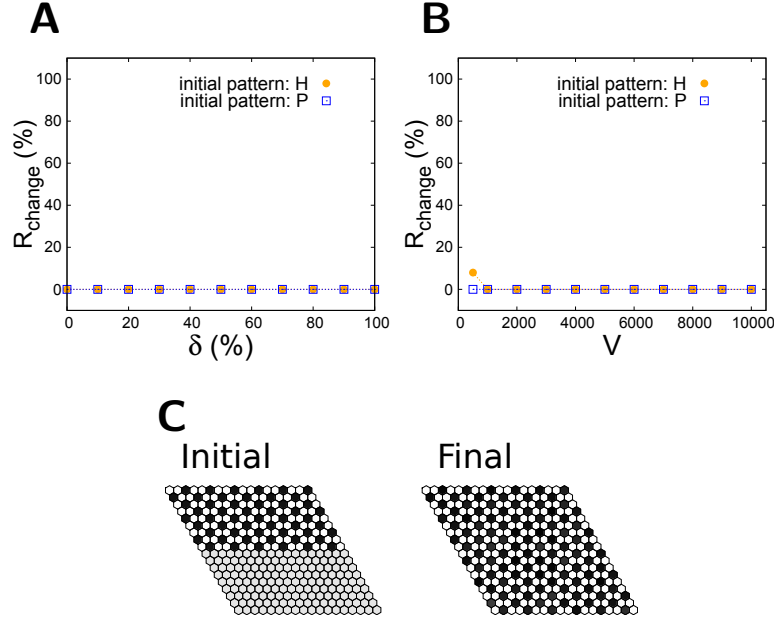 A
R_change (%)
100
80
60
40
20
0
initial pattern: H
initial pattern: P
0 20 40 60 80 100
δ (%)
B
R_change (%)
100
80
60
40
20
0
initial pattern: H
initial pattern: P
0 2000 4000 6000 8000 10000
V
C
Initial
Final